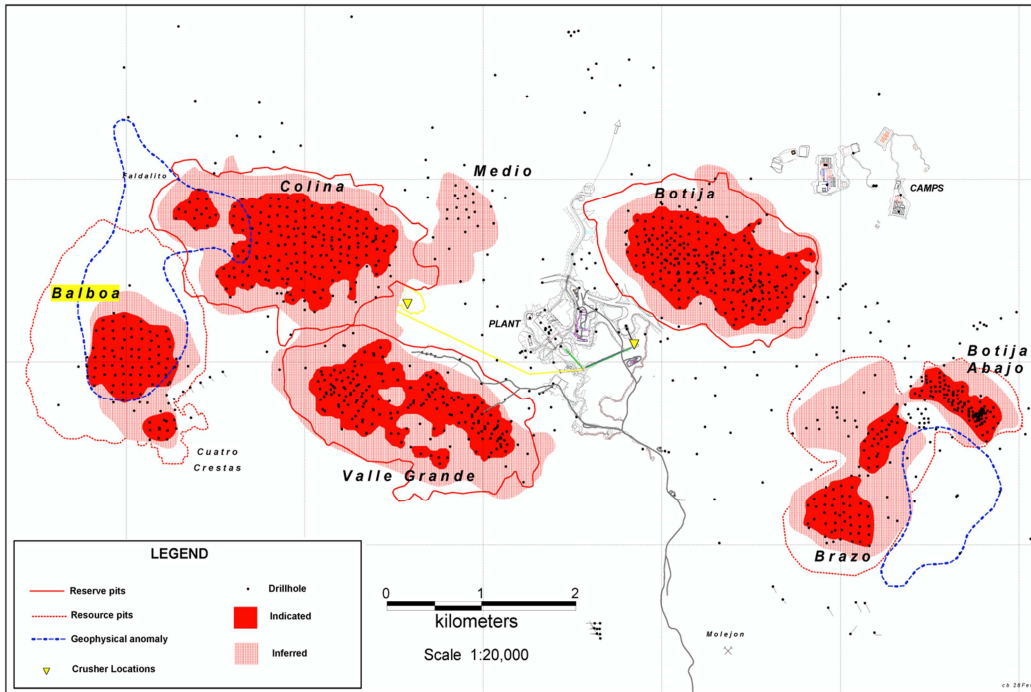 Medio
Colina
Botija
Faldalito
CAMPS
Balboa
PLANT
Botija
Abajo
Cuatro
Crestas
Valle Grande
Brazo
LEGEND
Reserve pits
Resource pits
Geophysical anomaly
Crusher Locations
Drillhole
Indicated
Inferred
0 1 2
kilometers
Scale 1:20,000
Molejon